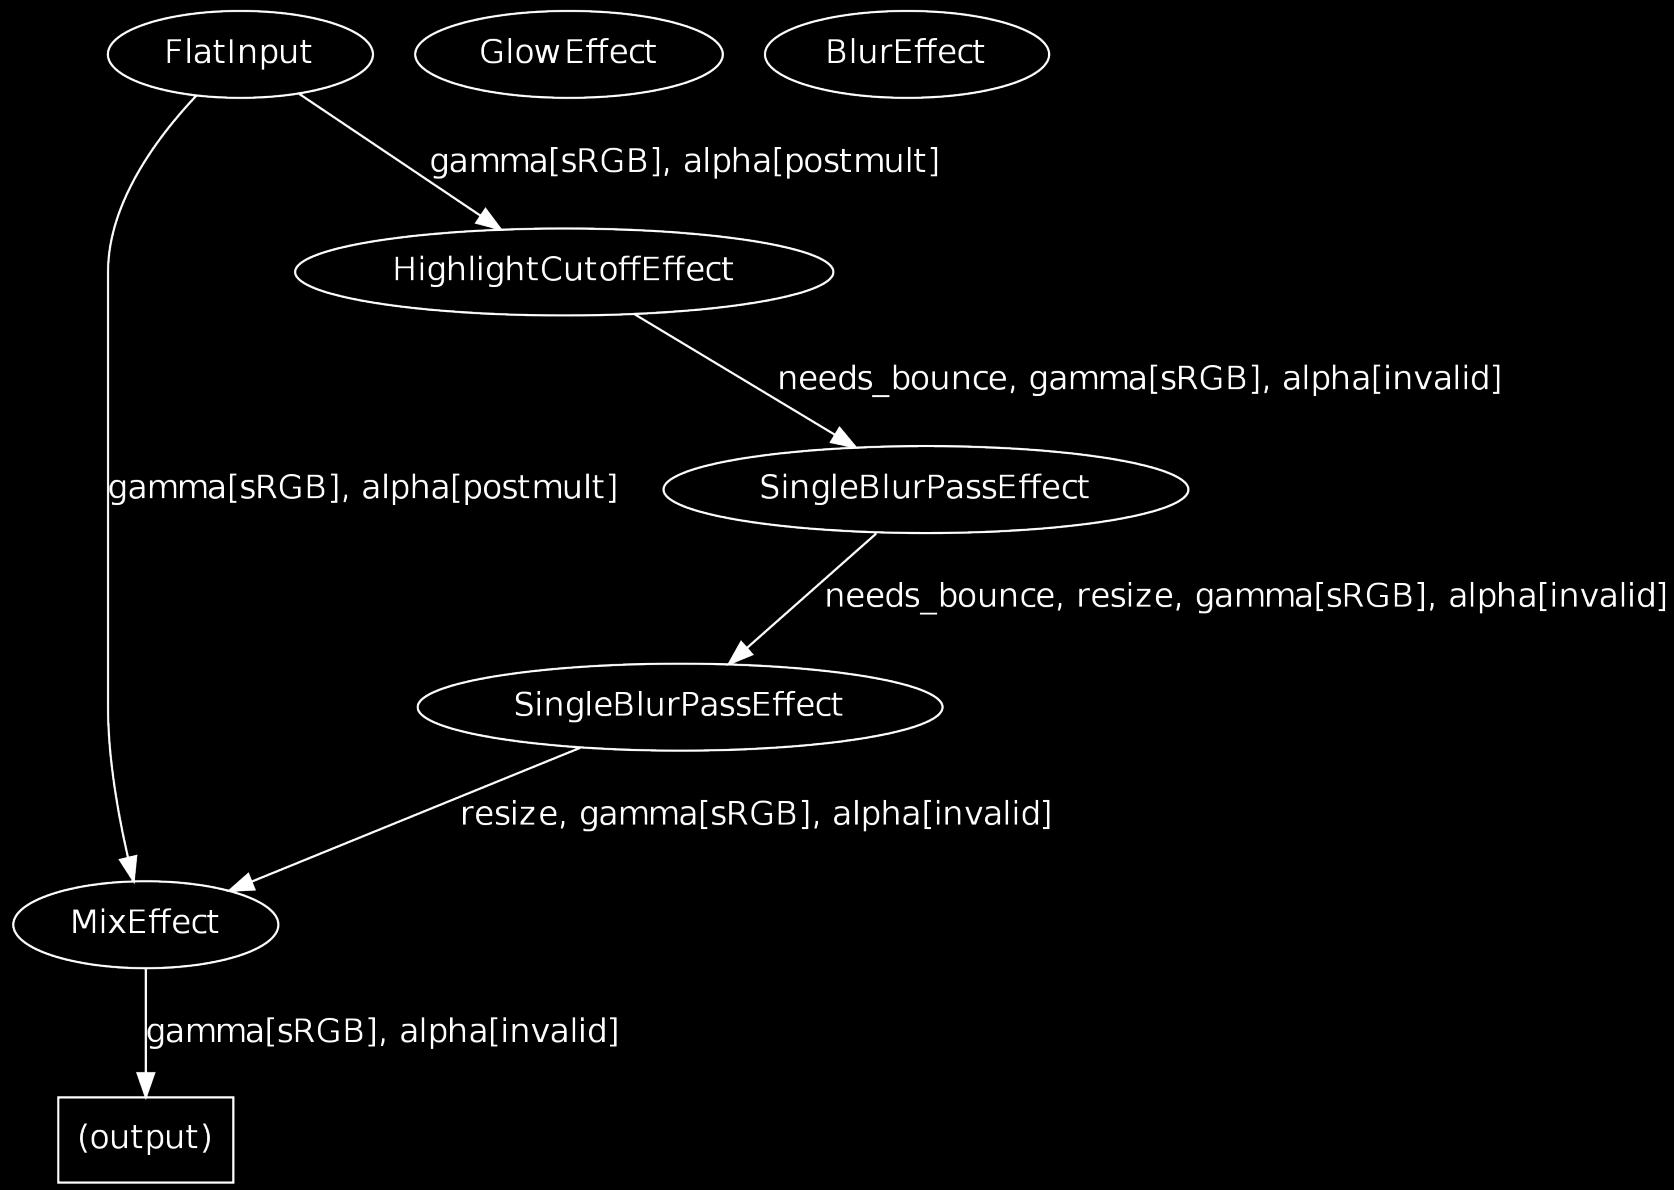 FlatInput
GlowEffect
BlurEffect
gamma[sRGB], alpha[postmult]
HighlightCutoffEffect
needs_bounce, gamma[sRGB], alpha[invalid]
gamma[sRGB], alpha[postmult]
SingleBlurPassEffect
needs_bounce, resize, gamma[sRGB], alpha[invalid]
SingleBlurPassEffect
resize, gamma[sRGB], alpha[invalid]
MixEffect
gamma[sRGB], alpha[invalid]
(output)